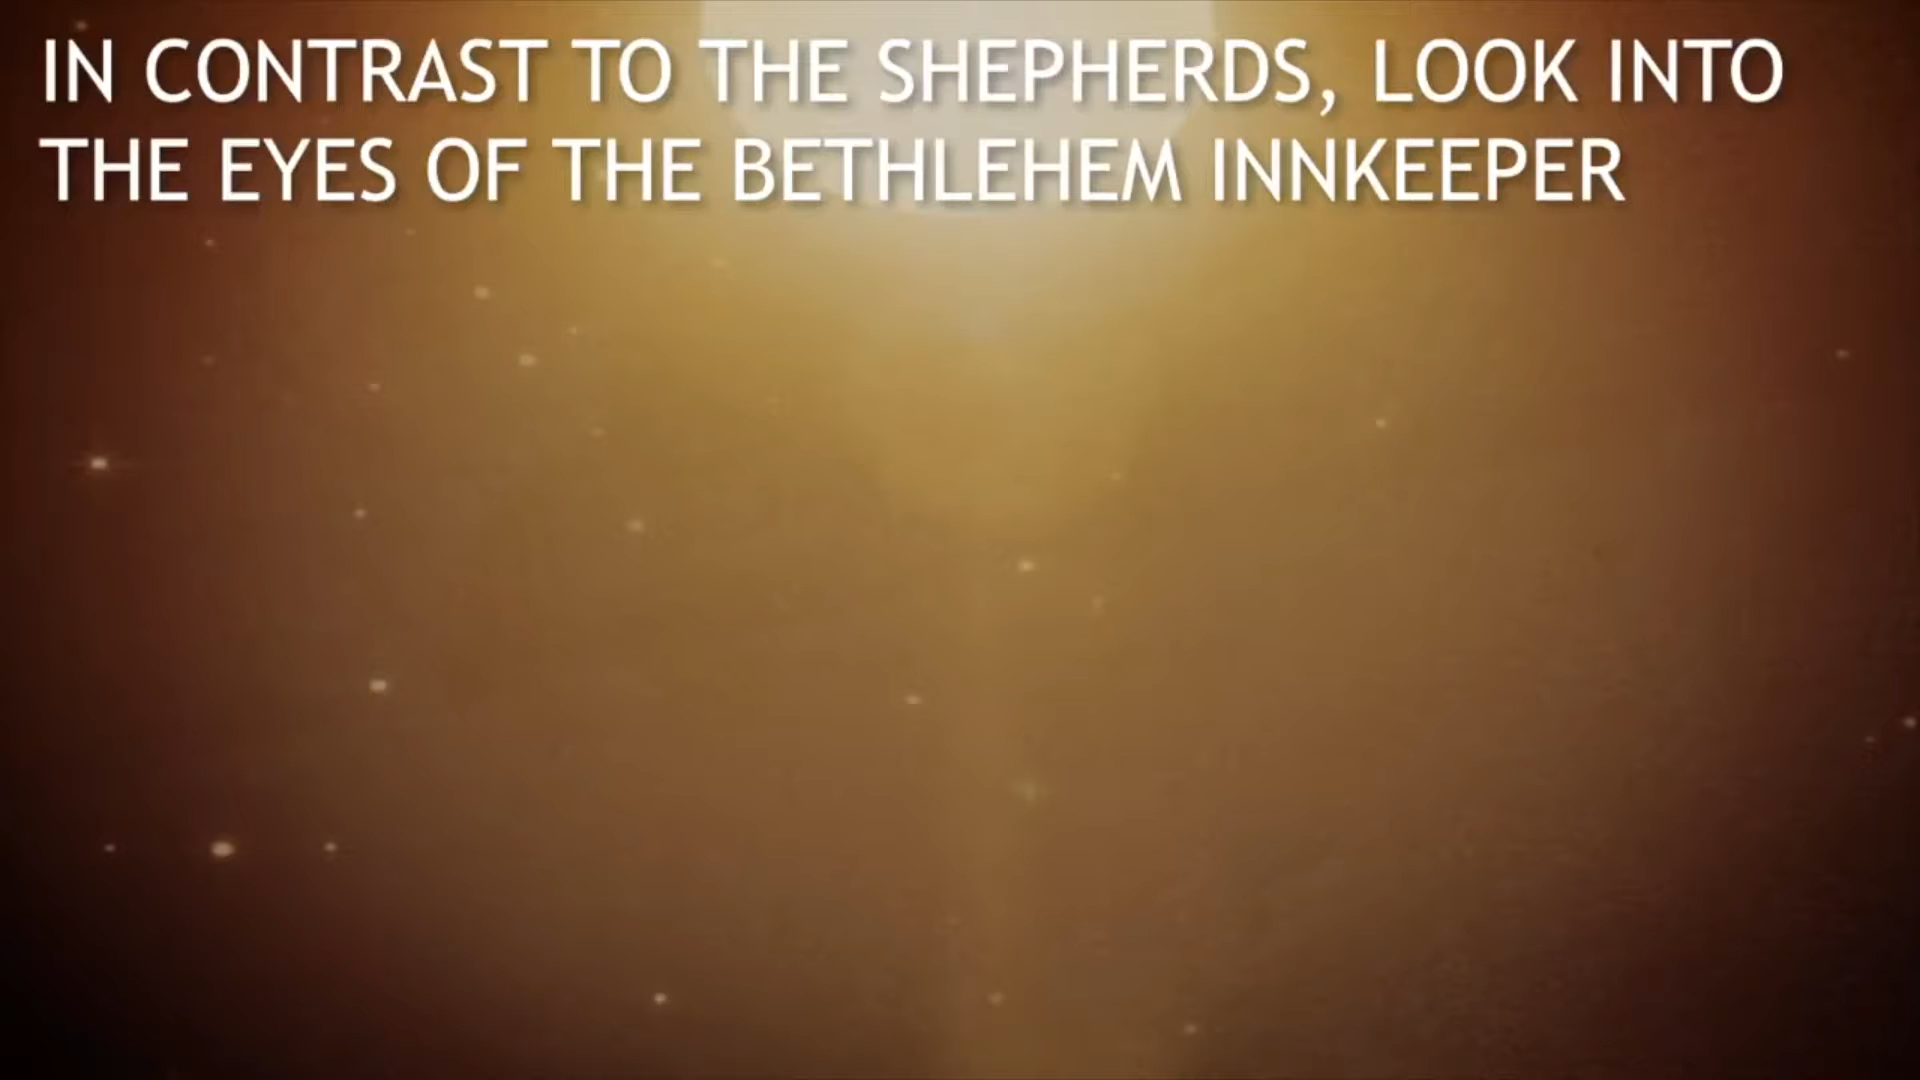 IN CONTRAST TO THE SHEPHERDS, LOOK INTO
THE EYES OF THE BETHLEHEM INNKEEPER